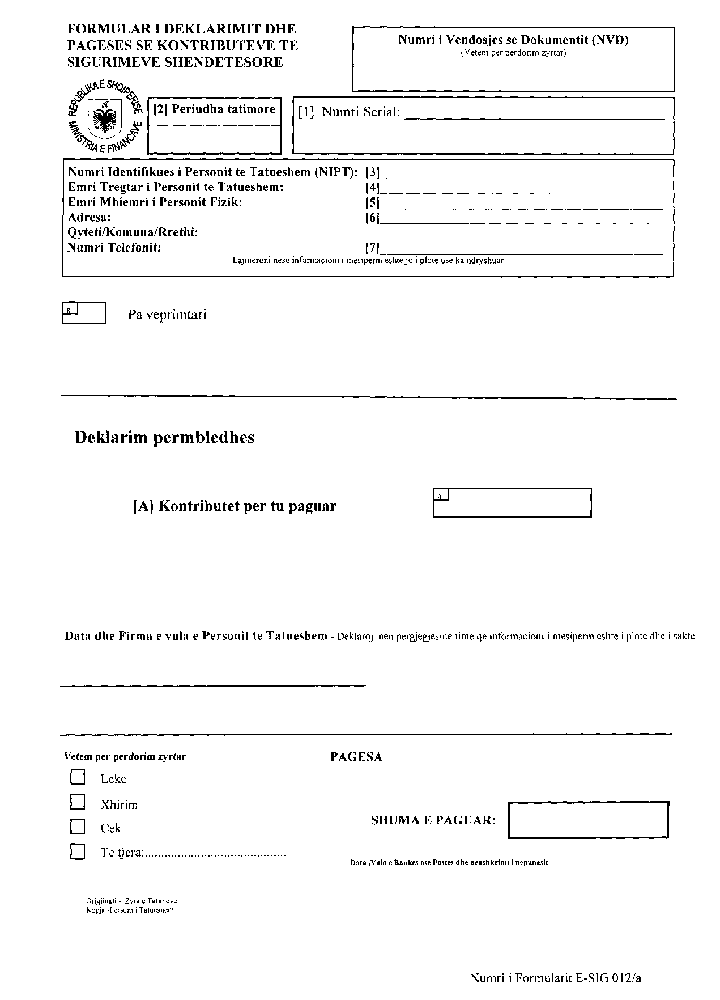 FORMULAR I DEKLARIMIT DHE
PAGESES SE KONTRIBUTEVE TE
SIGURIMEVE SHENDETESORE
Numri i Vendosjes se Dokumentit (NVD)
(Vetem per perdorim zyrtar)
REPUBLIKA E SHQIPERISE
MINISTRIA E FINANCAVE
[2] Periudha tatimore
[1] Numri Serial:
Numri Identifikues i Personit te Tatueshem (NIPT): [3]
Emri Tregtar i Personit te Tatueshem: [4]
Emri Mbiemri i Personit Fizik: [5]
Adresa: [6]
Qyteti/Komuna/Rrethi:
Numri Telefonit: [7]
Lajmeroni nese informacioni i mesiperm eshte jo i plote ose ka ndryshuar
8 Pa veprimtari
Deklarim permbledhes
[A] Kontributet per tu paguar 9
Data dhe Firma e vula e Personit te Tatueshem - Deklaroj nen pergjegjesine time qe informacioni i mesiperm eshte i plote dhe i sakte.
Vetem per perdorim zyrtar PAGESA
Leke
Xhirim
SHUMA E PAGUAR:
Cek
Te tjera:...........................................
Data ,Vula e Bankes ose Postes dhe nenshkrimi i nepunesit
Origjinali - Zyra e Tatimeve
Kopja -Personi i Tatueshem
Numri i Formularit E-SIG 012/a